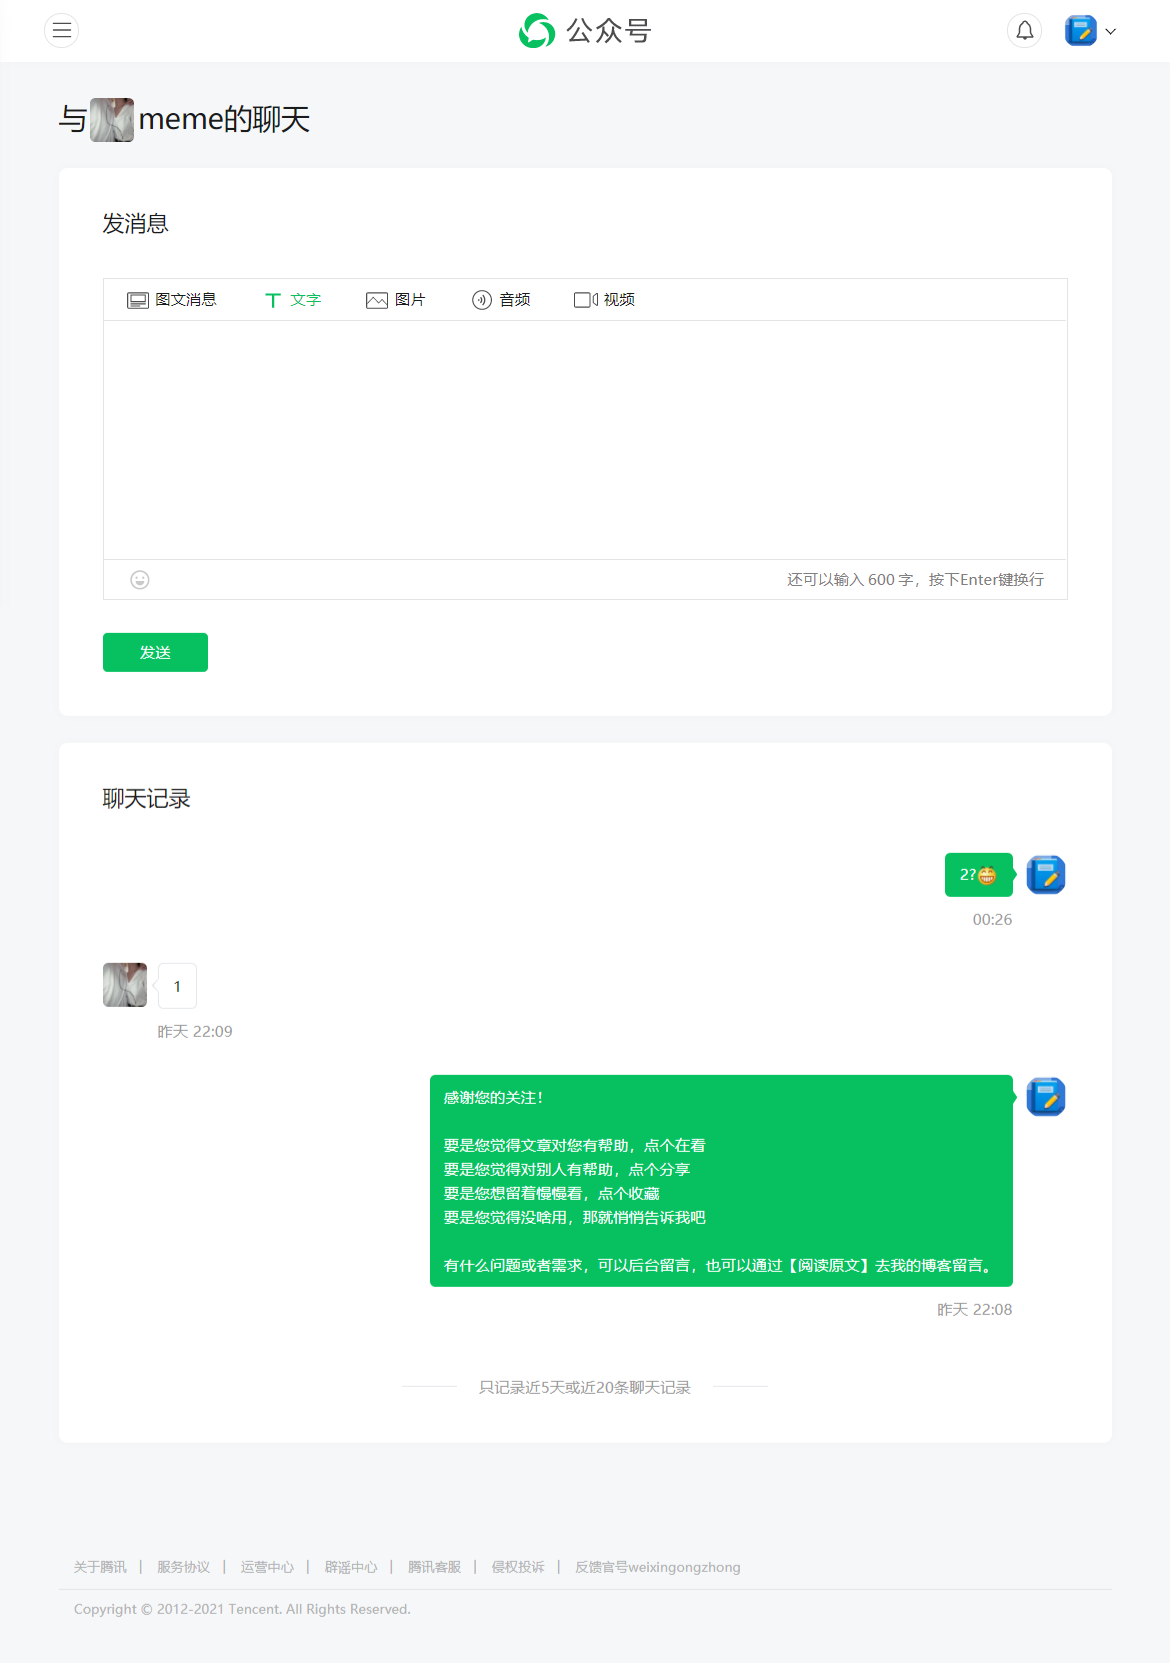 公众号
与meme的聊天
发消息
图文消息 文字 图片 音频 视频
还可以输入 600 字，按下Enter键换行
发送
聊天记录
2?😁
00:26
1
昨天 22:09
感谢您的关注！
要是您觉得文章对您有帮助，点个在看
要是您觉得对别人有帮助，点个分享
要是您想留着慢慢看，点个收藏
要是您觉得没啥用，那就悄悄告诉我吧
有什么问题或者需求，可以后台留言，也可以通过【阅读原文】去我的博客留言。
昨天 22:08
只记录近5天或近20条聊天记录
关于腾讯 | 服务协议 | 运营中心 | 辟谣中心 | 腾讯客服 | 侵权投诉 | 反馈官号weixingongzhong
Copyright © 2012-2021 Tencent. All Rights Reserved.